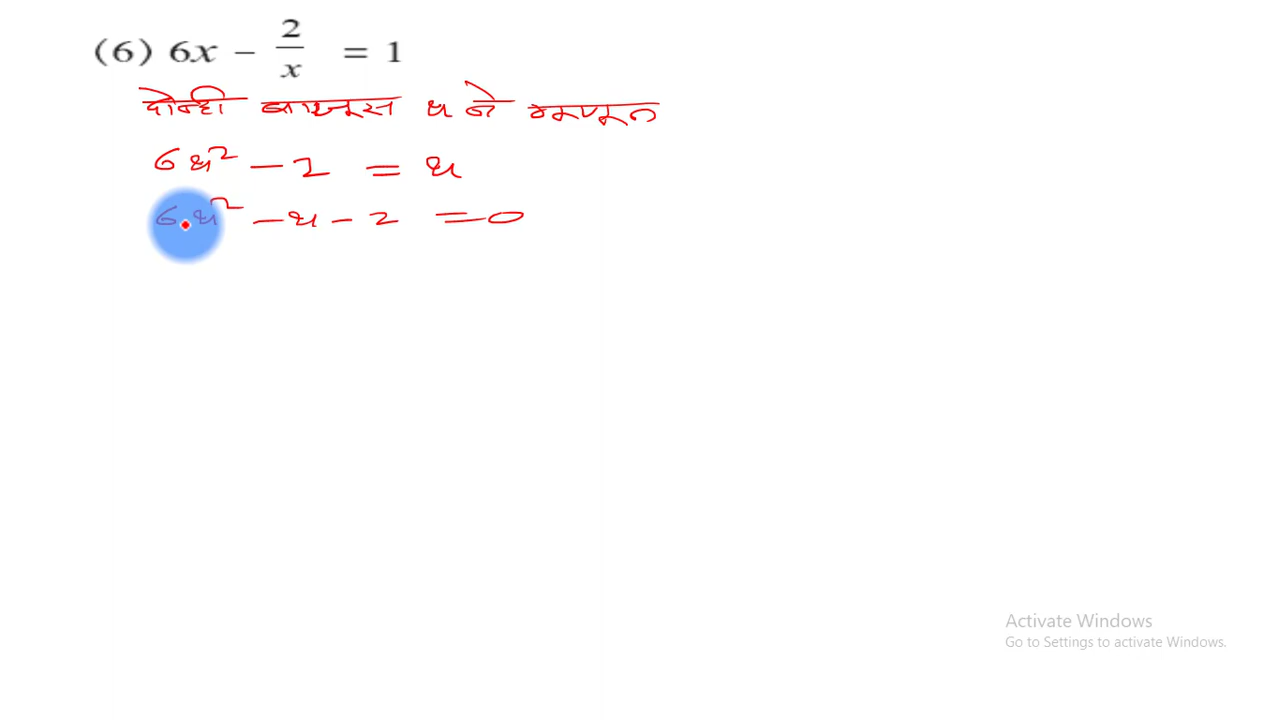 (6) 6x - 2/x = 1
दोन्ही बाजूस x ने गुणून
6x² - 2 = x
6x² - x - 2 = 0
Activate Windows
Go to Settings to activate Windows.